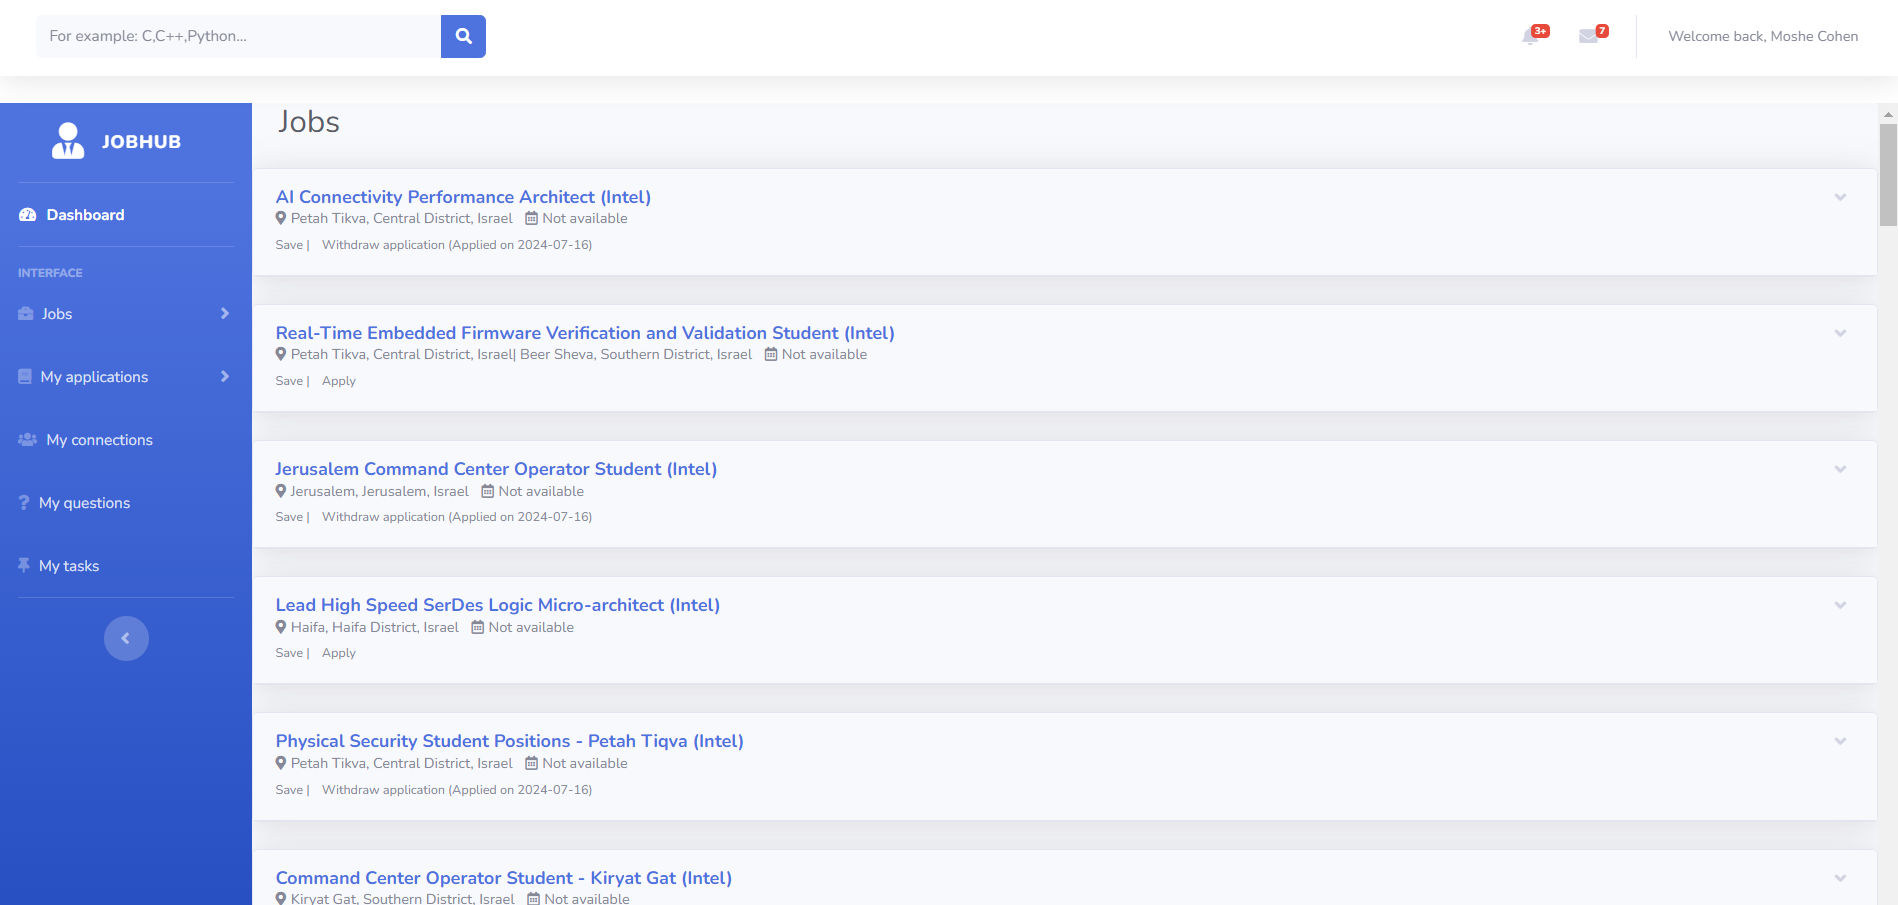 For example: C,C++,Python...
3+
7
Welcome back, Moshe Cohen
JOBHUB
Dashboard
INTERFACE
Jobs
My applications
My connections
My questions
My tasks
Jobs
AI Connectivity Performance Architect (Intel)
Petah Tikva, Central District, Israel Not available
Save | Withdraw application (Applied on 2024-07-16)
Real-Time Embedded Firmware Verification and Validation Student (Intel)
Petah Tikva, Central District, Israel| Beer Sheva, Southern District, Israel Not available
Save | Apply
Jerusalem Command Center Operator Student (Intel)
Jerusalem, Jerusalem, Israel Not available
Save | Withdraw application (Applied on 2024-07-16)
Lead High Speed SerDes Logic Micro-architect (Intel)
Haifa, Haifa District, Israel Not available
Save | Apply
Physical Security Student Positions - Petah Tiqva (Intel)
Petah Tikva, Central District, Israel Not available
Save | Withdraw application (Applied on 2024-07-16)
Command Center Operator Student - Kiryat Gat (Intel)
Kiryat Gat, Southern District, Israel Not available